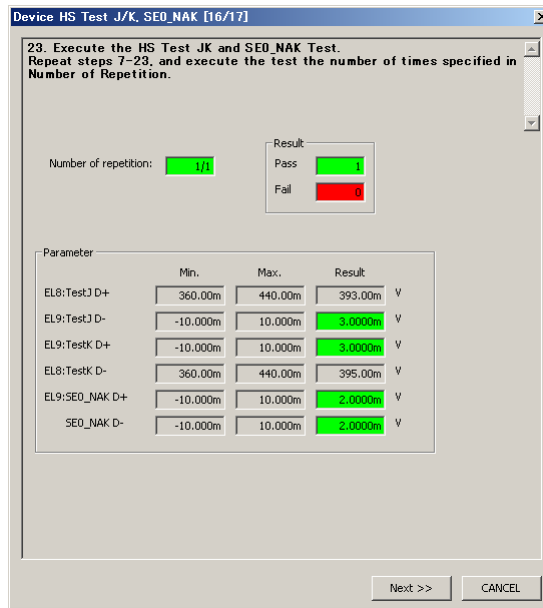 Device HS Test J/K, SE0_NAK [16/17]
23. Execute the HS Test JK and SE0_NAK Test.
Repeat steps 7-23, and execute the test the number of times specified in
Number of Repetition.
Number of repetition: 1/1
Result
Pass 1
Fail 0
Parameter
Min. Max. Result
EL8:TestJ D+ 360.00m 440.00m 393.00m V
EL9:TestJ D- -10.000m 10.000m 3.0000m V
EL9:TestK D+ -10.000m 10.000m 3.0000m V
EL8:TestK D- 360.00m 440.00m 395.00m V
EL9:SE0_NAK D+ -10.000m 10.000m 2.0000m V
SE0_NAK D- -10.000m 10.000m 2.0000m V
Next >> CANCEL